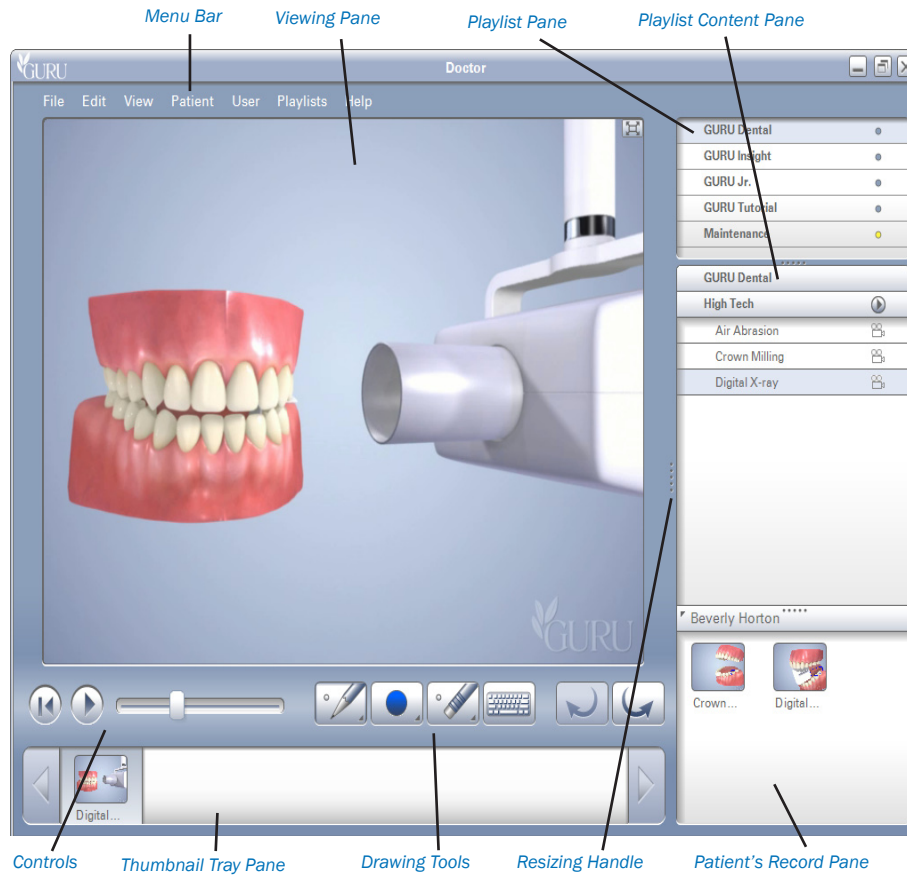 Menu Bar
Viewing Pane
Playlist Pane
Playlist Content Pane
GURU
Doctor
File Edit View Patient User Playlists Help
GURU Dental
GURU Insight
GURU Jr.
GURU Tutorial
Maintenance
GURU Dental
High Tech
Air Abrasion
Crown Milling
Digital X-ray
GURU
Beverly Horton
Crown...
Digital...
Digital...
Controls
Thumbnail Tray Pane
Drawing Tools
Resizing Handle
Patient's Record Pane